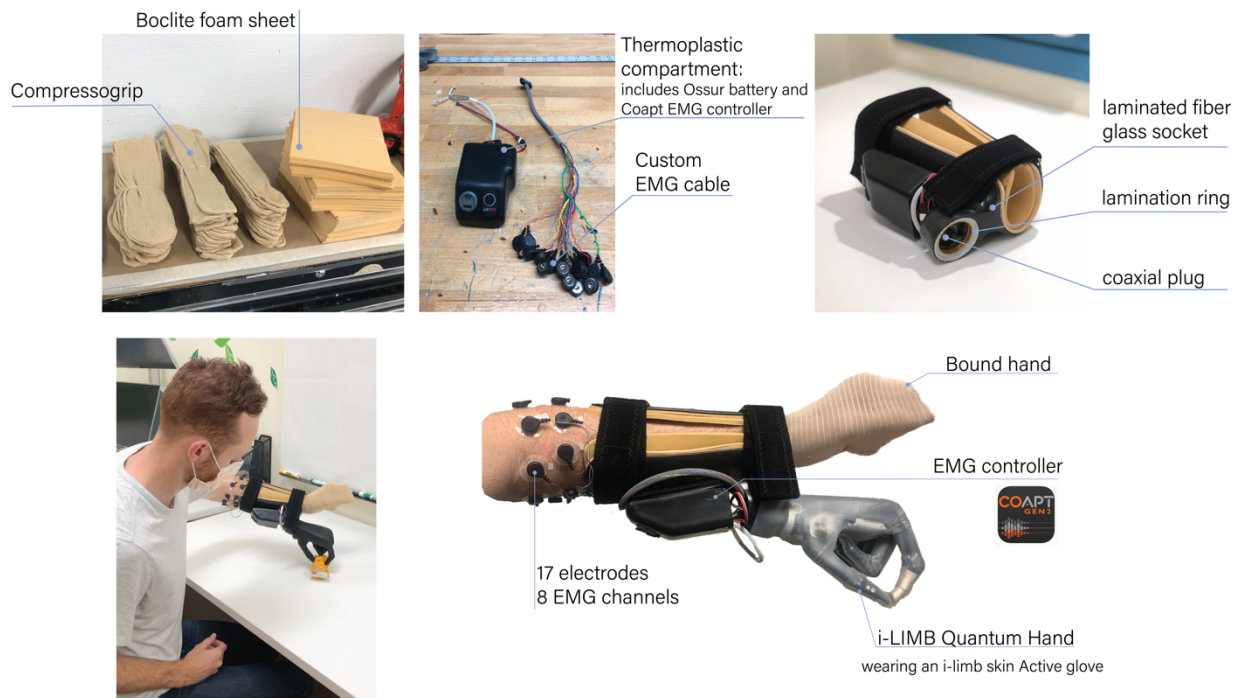 Boclite foam sheet
Compressogrip
Thermoplastic
compartment:
includes Ossur battery and
Coapt EMG controller
Custom
EMG cable
laminated fiber
glass socket
lamination ring
coaxial plug
Bound hand
EMG controller
COAPT
GEN2
17 electrodes
8 EMG channels
i-LIMB Quantum Hand
wearing an i-limb skin Active glove